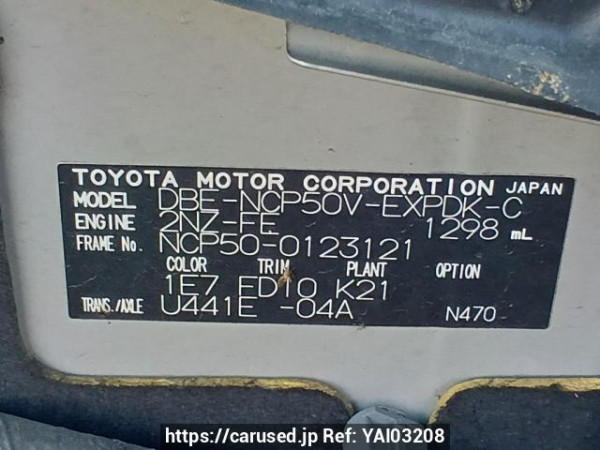 TOYOTA MOTOR CORPORATION JAPAN
MODEL DBE-NCP50V-EXPDK-C
ENGINE 2NZ-FE 1298 mL
FRAME No. NCP50-0123121
COLOR TRIM PLANT OPTION
1E7 FD10 K21
TRANS./AXLE U441E -04A N470
https://carused.jp Ref: YAI03208